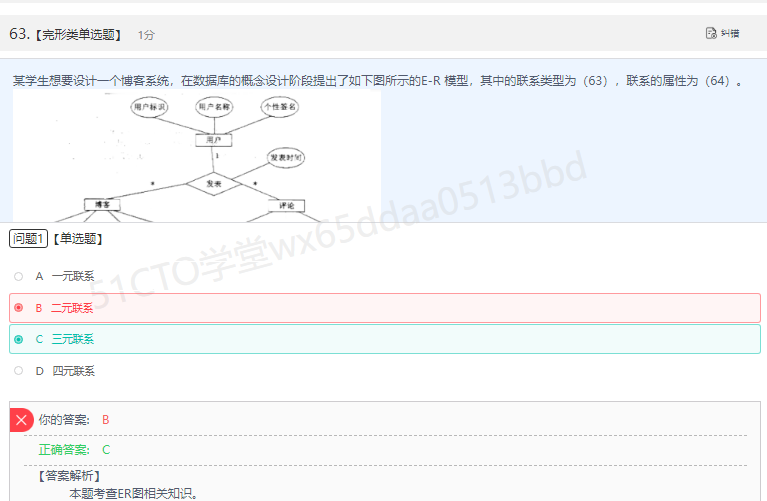 63.【完形类单选题】 1分 纠错
某学生想要设计一个博客系统，在数据库的概念设计阶段提出了如下图所示的E-R 模型，其中的联系类型为（63），联系的属性为（64）。
用户标识 用户名称 个性签名
用户
1 发表时间
* 发表 *
博客 评论
问题1【单选题】
A 一元联系
B 二元联系
C 三元联系
D 四元联系
你的答案: B
正确答案: C
【答案解析】
本题考查ER图相关知识。
51CTO学堂wx65ddaa0513bbd